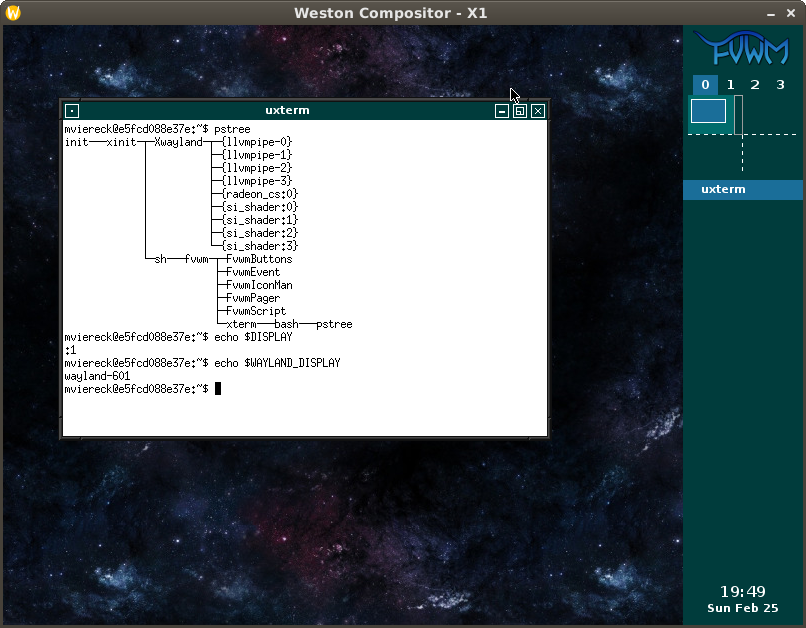 Weston Compositor - X1
FVWM
0 1 2 3
uxterm
uxterm
mviereck@e5fcd088e37e:~$ pstree
init───xinit─┬─Xwayland─┬─{llvmpipe-0}
├─{llvmpipe-1}
├─{llvmpipe-2}
├─{llvmpipe-3}
├─{radeon_cs:0}
├─{si_shader:0}
├─{si_shader:1}
├─{si_shader:2}
└─{si_shader:3}
└─sh───fvwm─┬─FvwmButtons
├─FvwmEvent
├─FvwmIconMan
├─FvwmPager
├─FvwmScript
└─xterm───bash───pstree
mviereck@e5fcd088e37e:~$ echo $DISPLAY
:1
mviereck@e5fcd088e37e:~$ echo $WAYLAND_DISPLAY
wayland-601
mviereck@e5fcd088e37e:~$
19:49
Sun Feb 25